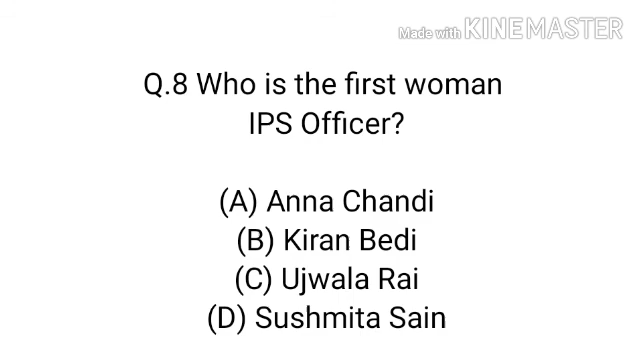 Made with KINEMASTER
Q.8 Who is the first woman
IPS Officer?
(A) Anna Chandi
(B) Kiran Bedi
(C) Ujwala Rai
(D) Sushmita Sain